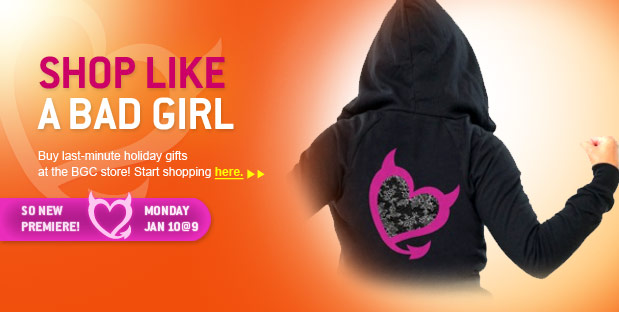 SHOP LIKE
A BAD GIRL
Buy last-minute holiday gifts
at the BGC store! Start shopping here.
SO NEW
PREMIERE!
MONDAY
JAN 10@9